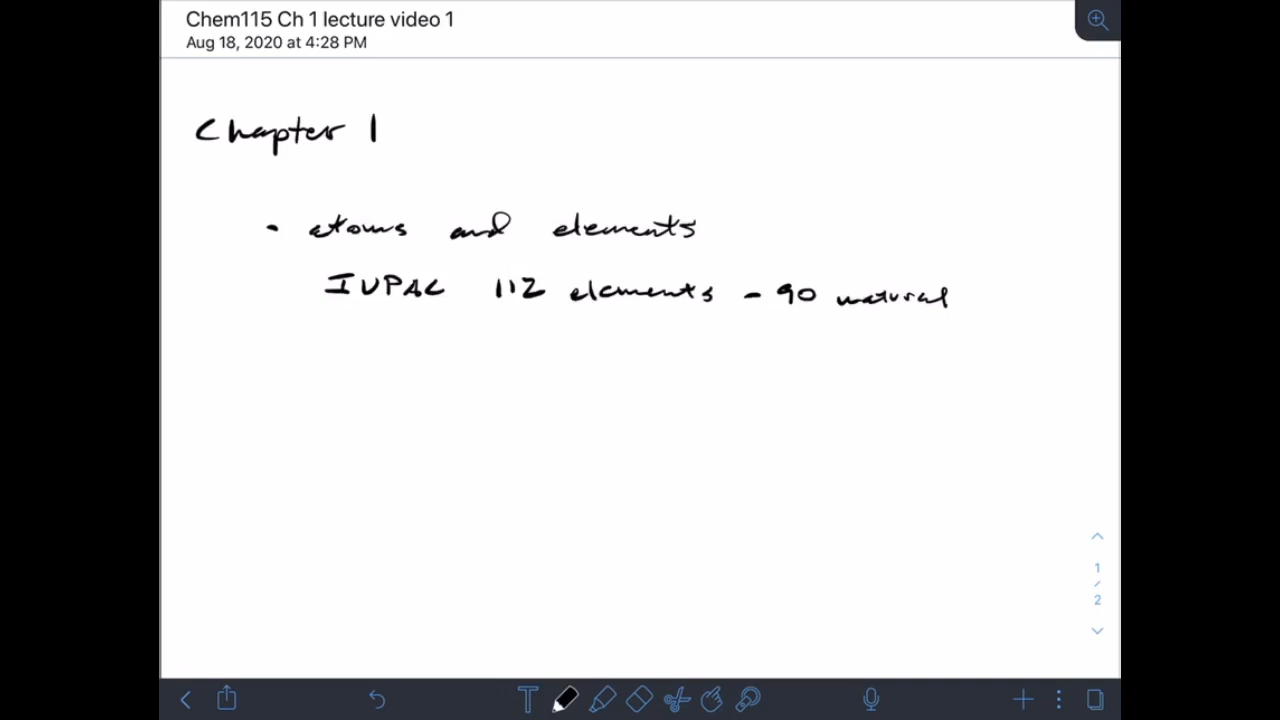 Chem115 Ch 1 lecture video 1
Aug 18, 2020 at 4:28 PM
Chapter 1
• atoms and elements
IUPAC 112 elements - 90 natural
1
/
2